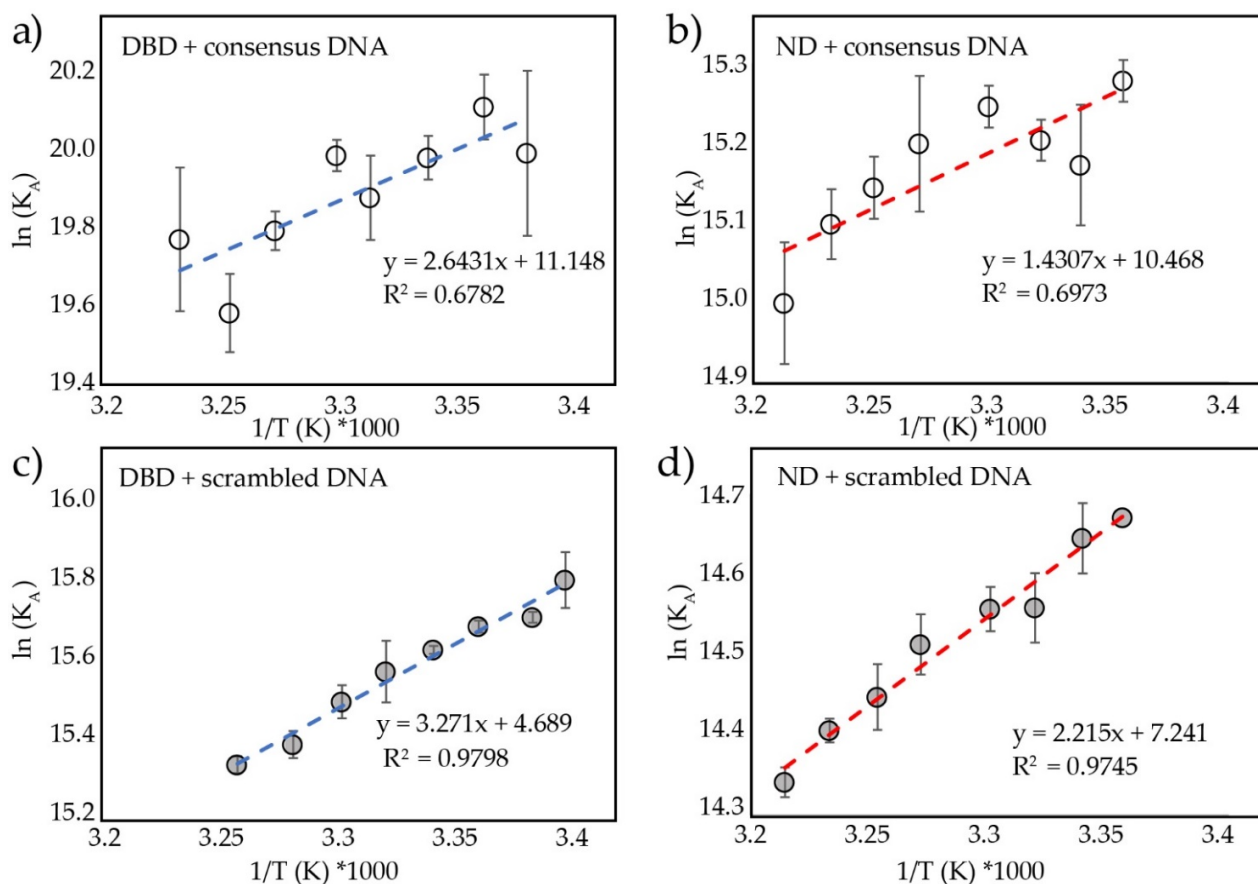 a)
DBD + consensus DNA
ln (K_A)
20.2
20.0
19.8
19.6
19.4
y = 2.6431x + 11.148
R² = 0.6782
3.2
3.25
3.3
3.35
3.4
1/T (K) *1000
b)
ND + consensus DNA
ln (K_A)
15.3
15.2
15.1
15.0
14.9
y = 1.4307x + 10.468
R² = 0.6973
3.2
3.25
3.3
3.35
3.4
1/T (K) *1000
c)
DBD + scrambled DNA
ln (K_A)
16.0
15.8
15.6
15.4
15.2
y = 3.271x + 4.689
R² = 0.9798
3.2
3.25
3.3
3.35
3.4
1/T (K) *1000
d)
ND + scrambled DNA
ln (K_A)
14.7
14.6
14.5
14.4
14.3
y = 2.215x + 7.241
R² = 0.9745
3.2
3.25
3.3
3.35
3.4
1/T (K) *1000